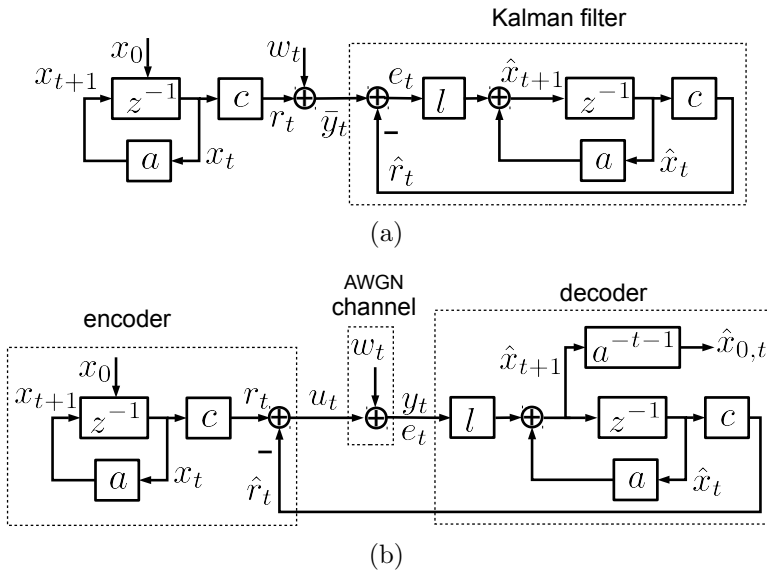 Kalman filter
x_0
w_t
x_{t+1}
z^{-1}
c
r_t
ȳ_t
e_t
l
x̂_{t+1}
z^{-1}
c
a
x_t
−
r̂_t
a
x̂_t
(a)
AWGN
channel
encoder
decoder
x_0
w_t
x̂_{t+1}
a^{-t-1}
x̂_{0,t}
x_{t+1}
z^{-1}
c
r_t
u_t
y_t
e_t
l
z^{-1}
c
a
x_t
−
r̂_t
a
x̂_t
(b)